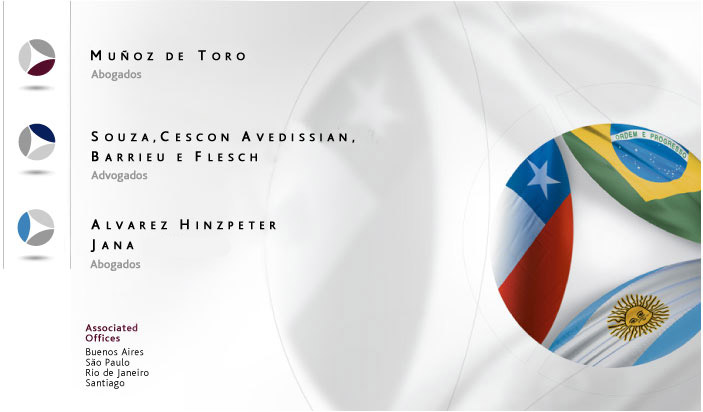 MUÑOZ DE TORO
Abogados
SOUZA,CESCON AVEDISSIAN,
BARRIEU E FLESCH
Advogados
ALVAREZ HINZPETER
JANA
Abogados
ORDEM E PROGRESSO
Associated
Offices
Buenos Aires
São Paulo
Rio de Janeiro
Santiago